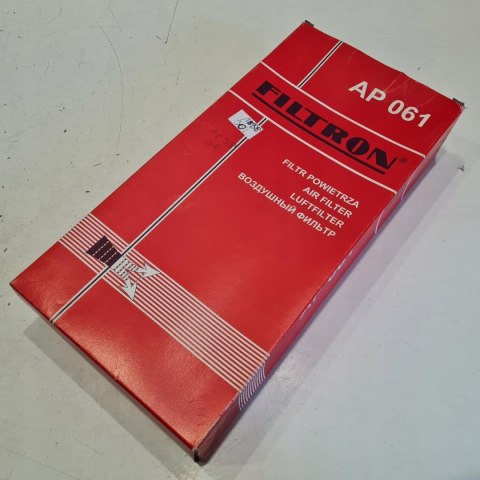 AP 061
FILTRON®
FILTR POWIETRZA
AIR FILTER
LUFTFILTER
ВОЗДУШНЫЙ ФИЛЬТР